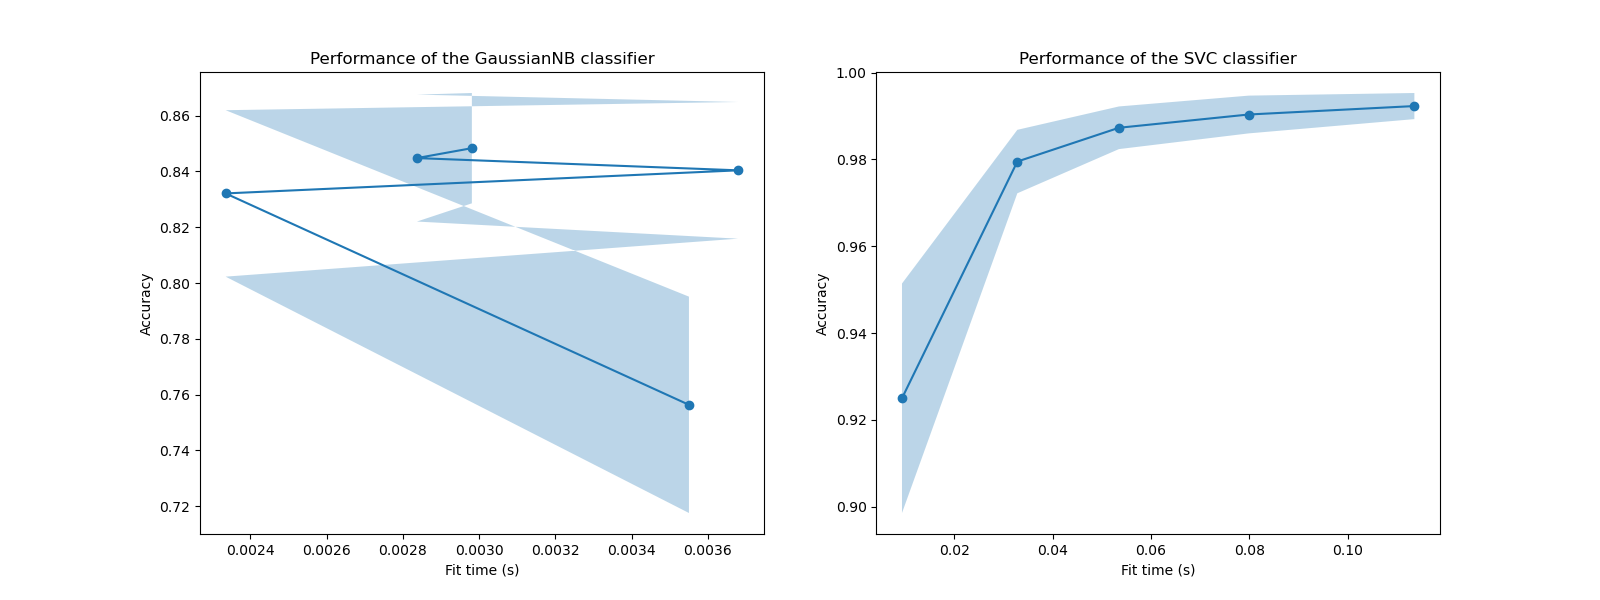 Performance of the GaussianNB classifier
0.86
0.84
0.82
0.80
0.78
0.76
0.74
0.72
Accuracy
0.0024 0.0026 0.0028 0.0030 0.0032 0.0034 0.0036
Fit time (s)
Performance of the SVC classifier
1.00
0.98
0.96
0.94
0.92
0.90
Accuracy
0.02 0.04 0.06 0.08 0.10
Fit time (s)